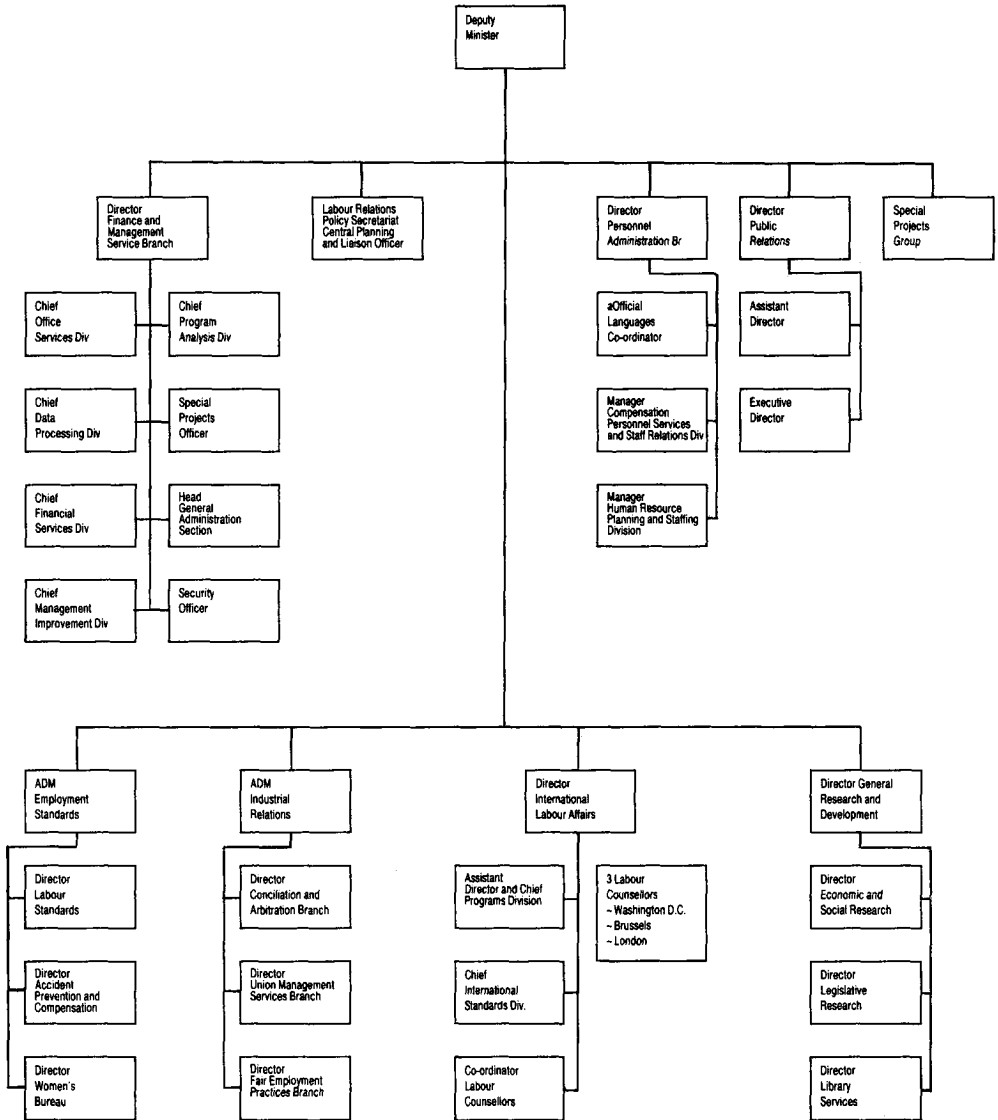 Deputy
Minister
Director
Finance and
Management
Service Branch
Labour Relations
Policy Secretariat
Central Planning
and Liaison Officer
Director
Personnel
Administration Br
Director
Public
Relations
Special
Projects
Group
Chief
Office
Services Div
Chief
Program
Analysis Div
aOfficial
Languages
Co-ordinator
Assistant
Director
Chief
Data
Processing Div
Special
Projects
Officer
Manager
Compensation
Personnel Services
and Staff Relations Div
Executive
Director
Chief
Financial
Services Div
Head
General
Administration
Section
Manager
Human Resource
Planning and Staffing
Division
Chief
Management
Improvement Div
Security
Officer
ADM
Employment
Standards
ADM
Industrial
Relations
Director
International
Labour Affairs
Director General
Research and
Development
Director
Labour
Standards
Director
Conciliation and
Arbitration Branch
Assistant
Director and Chief
Programs Division
3 Labour
Counsellors
~ Washington D.C.
~ Brussels
~ London
Director
Economic and
Social Research
Director
Accident
Prevention and
Compensation
Director
Union Management
Services Branch
Chief
International
Standards Div.
Director
Legislative
Research
Director
Women's
Bureau
Director
Fair Employment
Practices Branch
Co-ordinator
Labour
Counsellors
Director
Library
Services